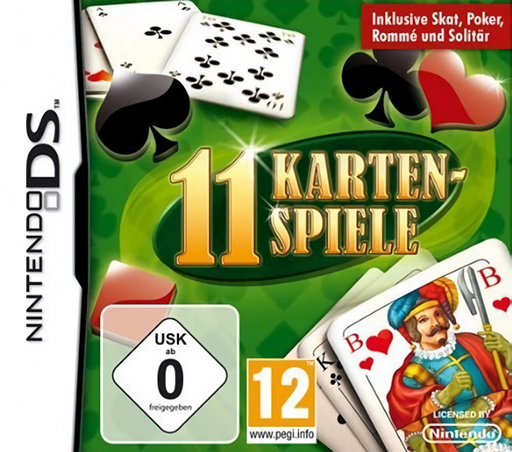 NINTENDO DS™
Inklusive Skat, Poker,
Rommé und Solitär
11 KARTEN-
SPIELE
USK
ab
0
freigegeben
12
www.pegi.info
B
B
K
LICENSED BY
Nintendo